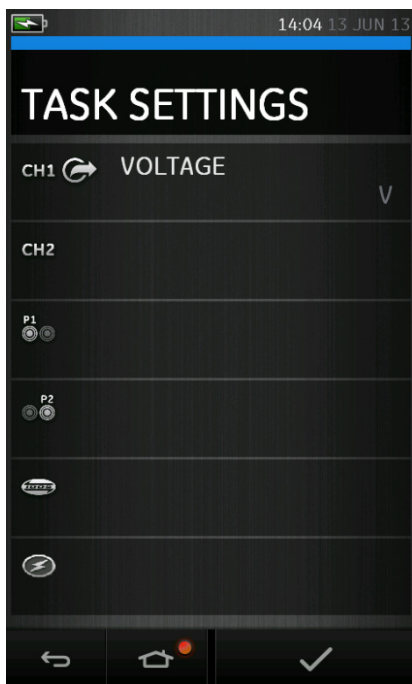 14:04 13 JUN 13
TASK SETTINGS
CH1 VOLTAGE
V
CH2
P1
P2